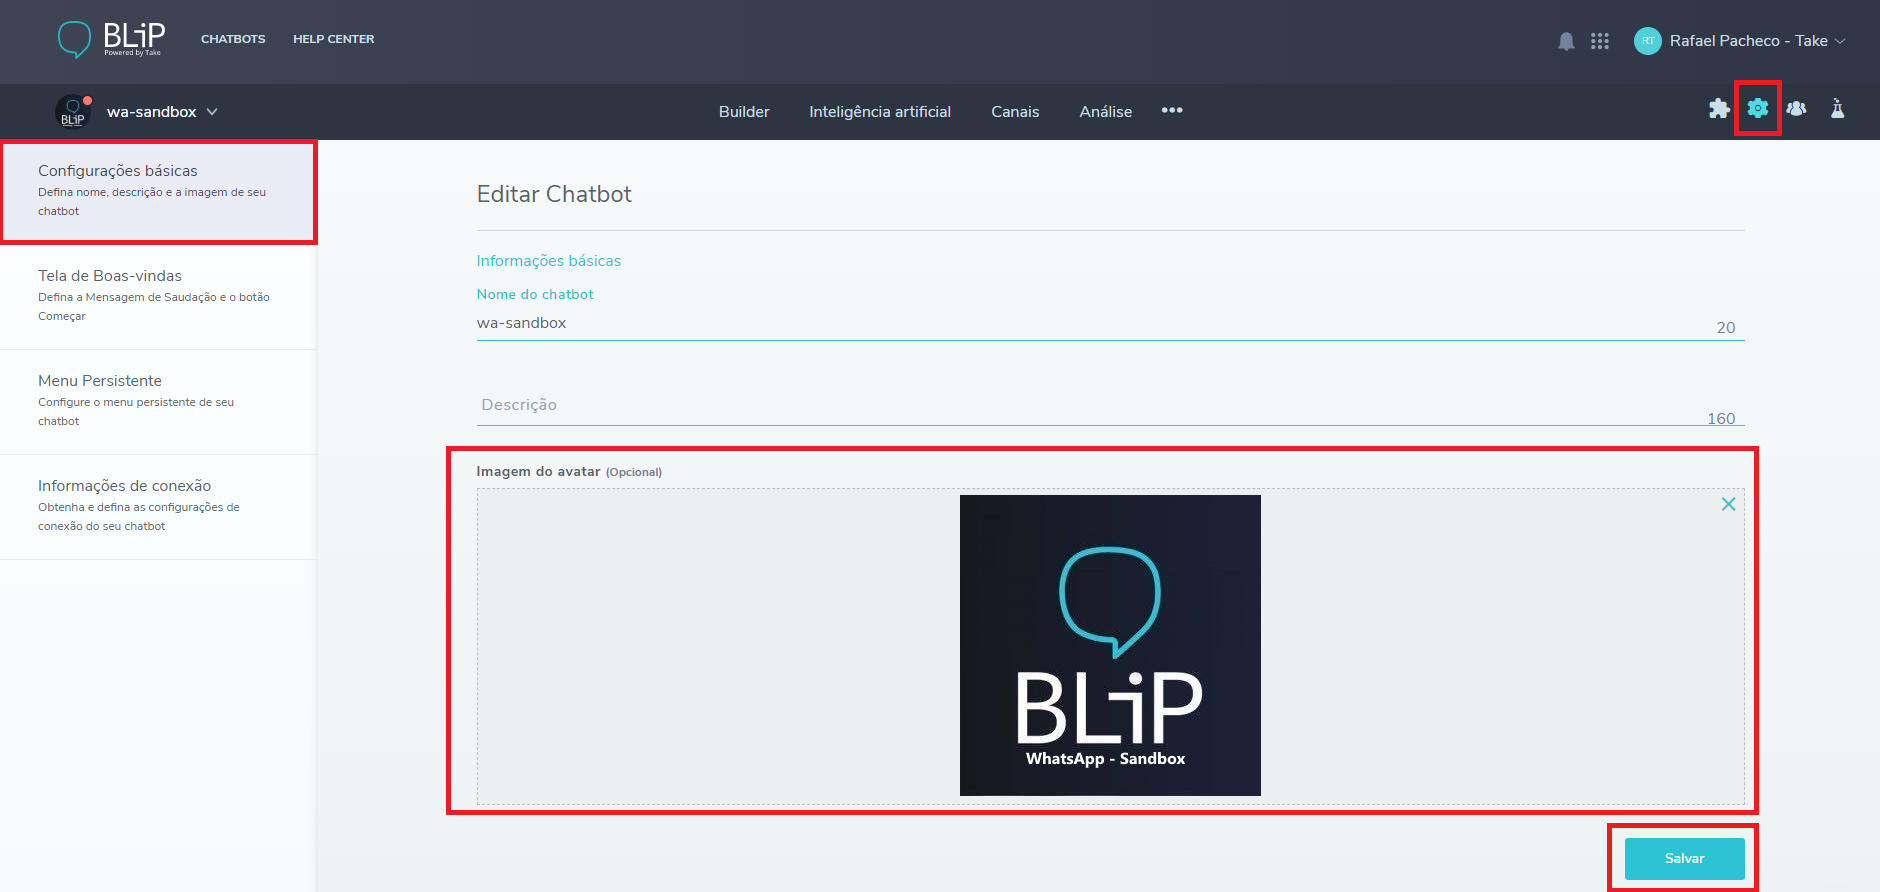 BLiP
Powered by Take
CHATBOTS
HELP CENTER
RT
Rafael Pacheco - Take
BLiP
wa-sandbox
Builder
Inteligência artificial
Canais
Análise
Configurações básicas
Defina nome, descrição e a imagem de seu
chatbot
Tela de Boas-vindas
Defina a Mensagem de Saudação e o botão
Começar
Menu Persistente
Configure o menu persistente de seu
chatbot
Informações de conexão
Obtenha e defina as configurações de
conexão do seu chatbot
Editar Chatbot
Informações básicas
Nome do chatbot
wa-sandbox
20
Descrição
160
Imagem do avatar (Opcional)
BLiP
WhatsApp - Sandbox
Salvar